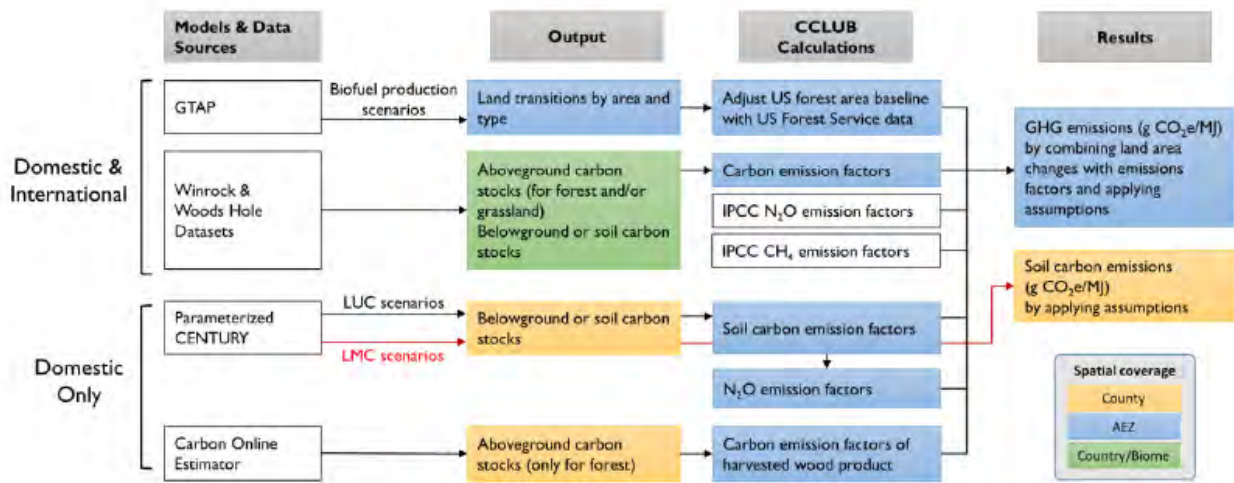 Models & Data
Sources
Output
CCLUB
Calculations
Results
Domestic &
International
GTAP
Biofuel production
scenarios
Land transitions by area and
type
Adjust US forest area baseline
with US Forest Service data
GHG emissions (g CO₂e/MJ)
by combining land area
changes with emissions
factors and applying
assumptions
Winrock &
Woods Hole
Datasets
Aboveground carbon
stocks (for forest and/or
grassland)
Belowground or soil carbon
stocks
Carbon emission factors
IPCC N₂O emission factors
IPCC CH₄ emission factors
Soil carbon emissions
(g CO₂e/MJ)
by applying assumptions
Domestic
Only
Parameterized
CENTURY
LUC scenarios
LMC scenarios
Belowground or soil carbon
stocks
Soil carbon emission factors
N₂O emission factors
Carbon Online
Estimator
Aboveground carbon
stocks (only for forest)
Carbon emission factors of
harvested wood product
Spatial coverage
County
AEZ
Country/Biome